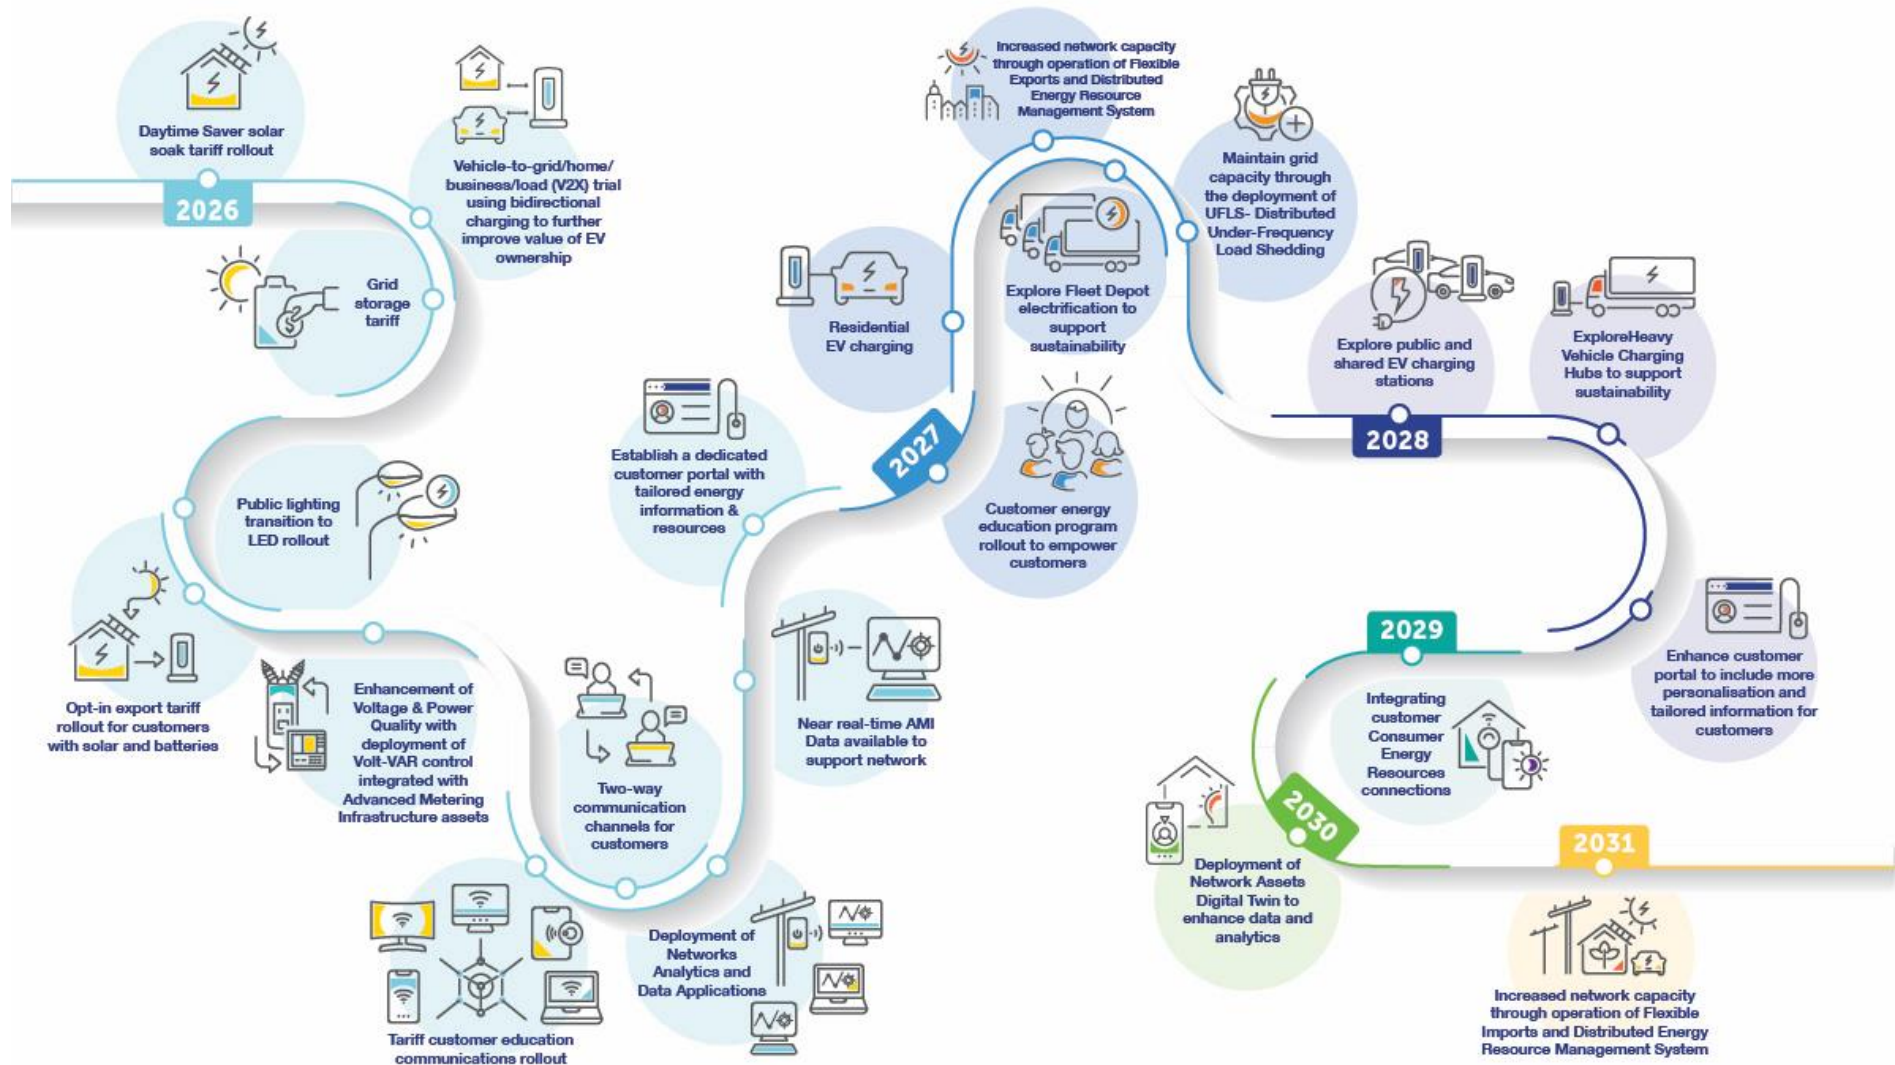 Daytime Saver solar
soak tariff rollout
2026
Vehicle-to-grid/home/
business/load (V2X) trial
using bidirectional
charging to further
improve value of EV
ownership
Grid
storage
tariff
Public lighting
transition to
LED rollout
Opt-in export tariff
rollout for customers
with solar and batteries
Enhancement of
Voltage & Power
Quality with
deployment of
Volt-VAR control
integrated with
Advanced Metering
Infrastructure assets
Tariff customer education
communications rollout
Two-way
communication
channels for
customers
Deployment of
Networks
Analytics and
Data Applications
Near real-time AMI
Data available to
support network
Establish a dedicated
customer portal with
tailored energy
information &
resources
2027
Customer energy
education program
rollout to empower
customers
Residential
EV charging
Increased network capacity
through operation of Flexible
Exports and Distributed
Energy Resource
Management System
Explore Fleet Depot
electrification to
support
sustainability
Maintain grid
capacity through
the deployment of
UFLS- Distributed
Under-Frequency
Load Shedding
Explore public and
shared EV charging
stations
2028
ExploreHeavy
Vehicle Charging
Hubs to support
sustainability
Enhance customer
portal to include more
personalisation and
tailored information for
customers
2029
Integrating
customer
Consumer
Energy
Resources
connections
2030
Deployment of
Network Assets
Digital Twin to
enhance data and
analytics
2031
Increased network capacity
through operation of Flexible
Imports and Distributed Energy
Resource Management System